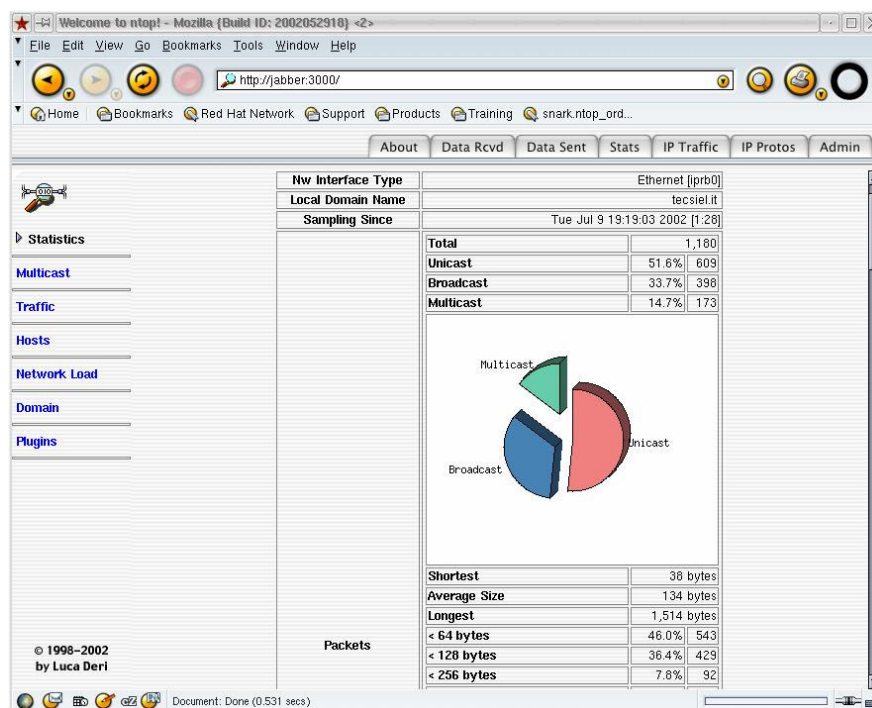 Welcome to ntop! - Mozilla {Build ID: 2002052918} <2>
File Edit View Go Bookmarks Tools Window Help
http://jabber:3000/
Home Bookmarks Red Hat Network Support Products Training snark.ntop_ord...
About Data Rcvd Data Sent Stats IP Traffic IP Protos Admin
Statistics
Multicast
Traffic
Hosts
Network Load
Domain
Plugins
© 1998-2002
by Luca Deri
Nw Interface Type Ethernet [iprb0]
Local Domain Name tecsiel.it
Sampling Since Tue Jul 9 19:19:03 2002 [1:28]
Packets
Total 1,180
Unicast 51.6% 609
Broadcast 33.7% 398
Multicast 14.7% 173
Multicast
Unicast
Broadcast
Shortest 38 bytes
Average Size 134 bytes
Longest 1,514 bytes
< 64 bytes 46.0% 543
< 128 bytes 36.4% 429
< 256 bytes 7.8% 92
Document: Done (0.531 secs)